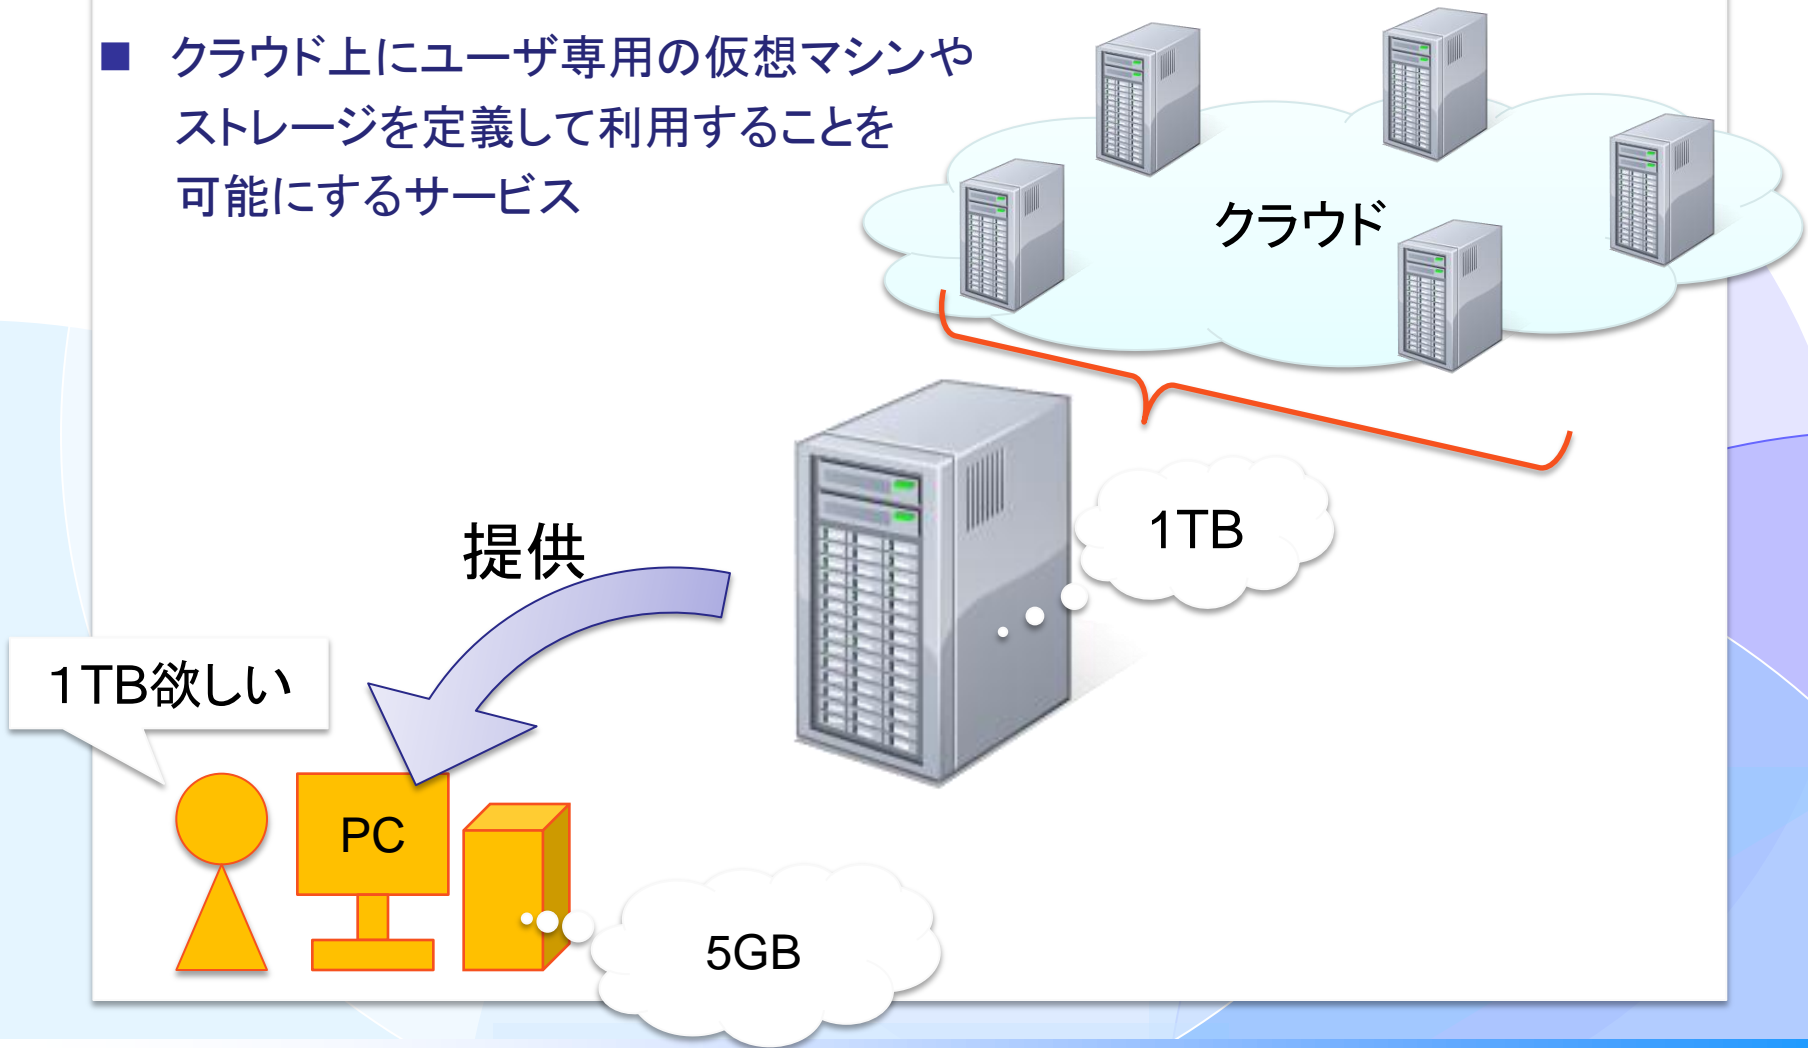 クラウド上にユーザ専用の仮想マシンや
ストレージを定義して利用することを
可能にするサービス
クラウド
1TB
提供
１TB欲しい
PC
5GB